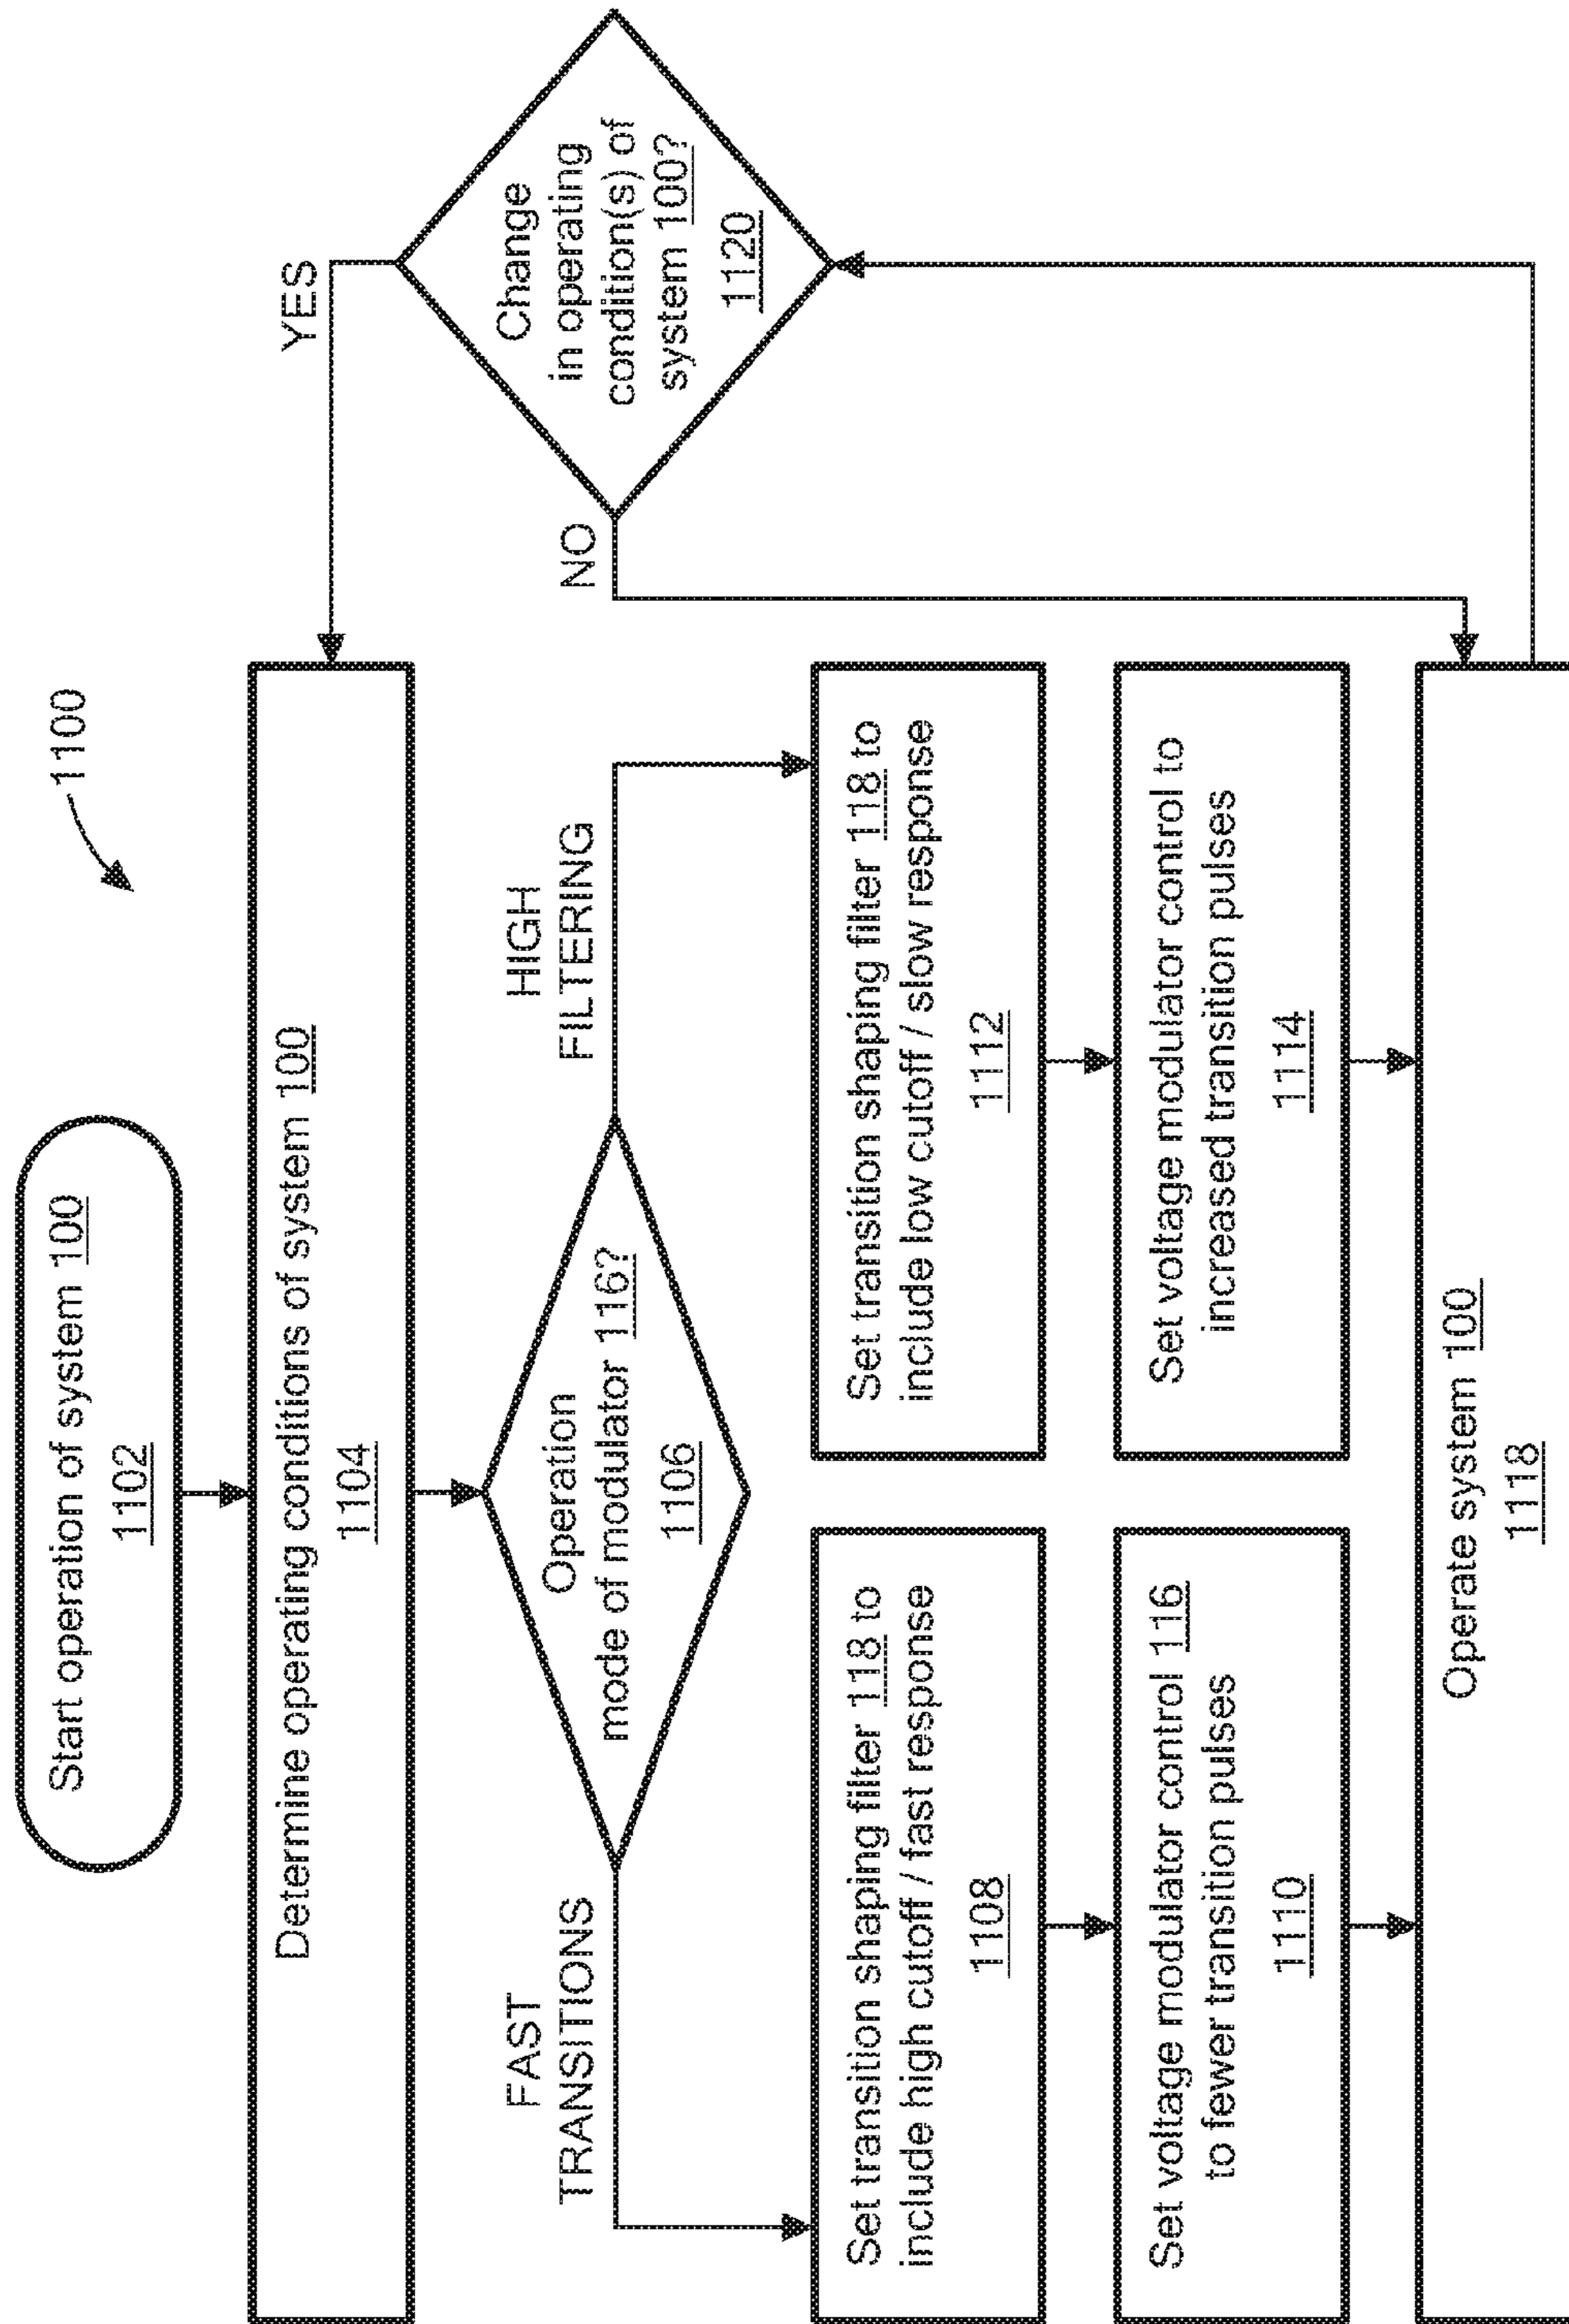 1100
Start operation of system 100
1102
Determine operating conditions of system 100
1104
Operation
mode of modulator 116?
1106
FAST
TRANSITIONS
HIGH
FILTERING
Set transition shaping filter 118 to
include high cutoff / fast response
1108
Set transition shaping filter 118 to
include low cutoff / slow response
1112
Set voltage modulator control 116
to fewer transition pulses
1110
Set voltage modulator control to
increased transition pulses
1114
Operate system 100
1118
Change
in operating
condition(s) of
system 100?
1120
YES
NO